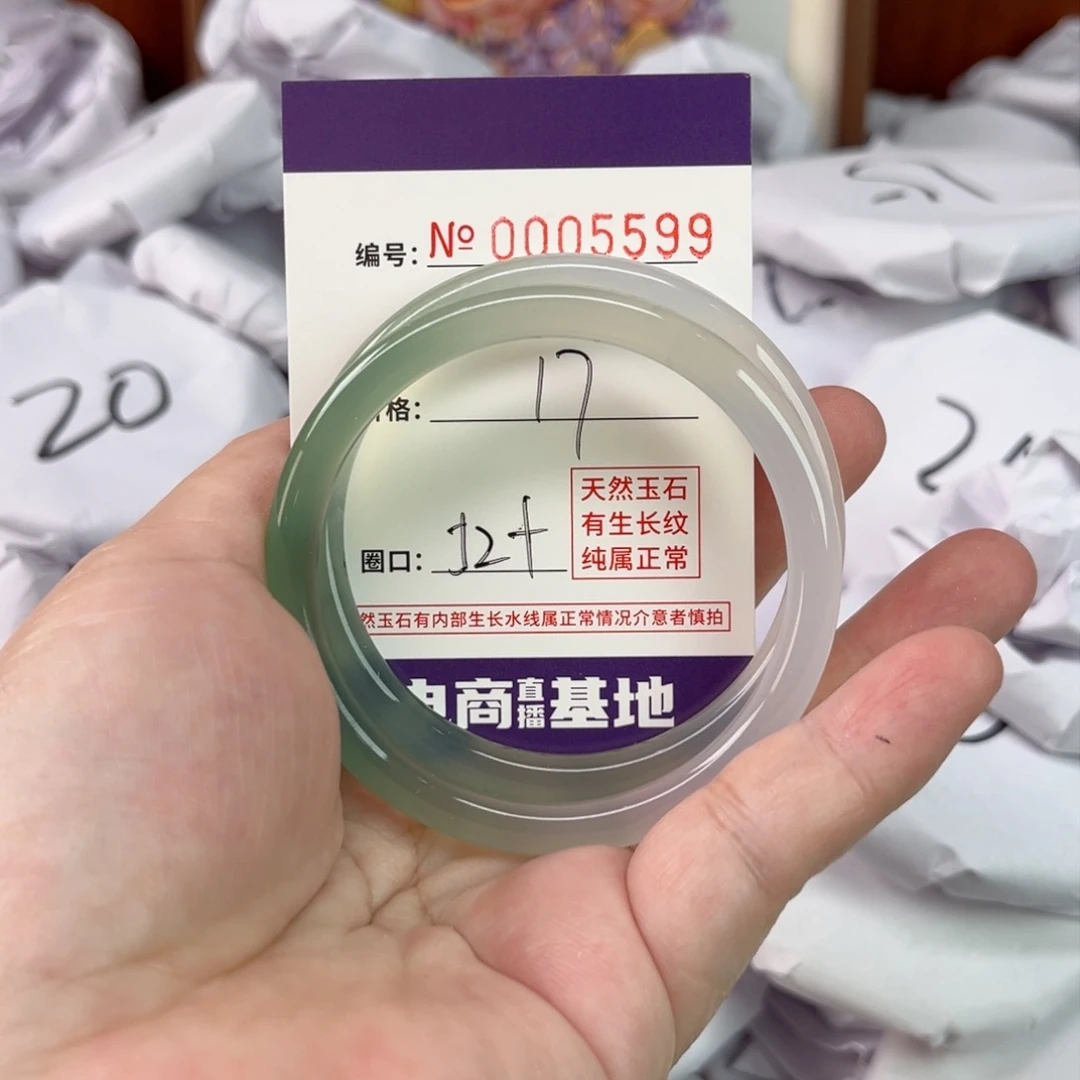 编号: № 0005599
格: 17
圈口: 52+
天然玉石
有生长纹
纯属正常
然玉石有内部生长水线属正常情况介意者慎拍
电商直播基地
20